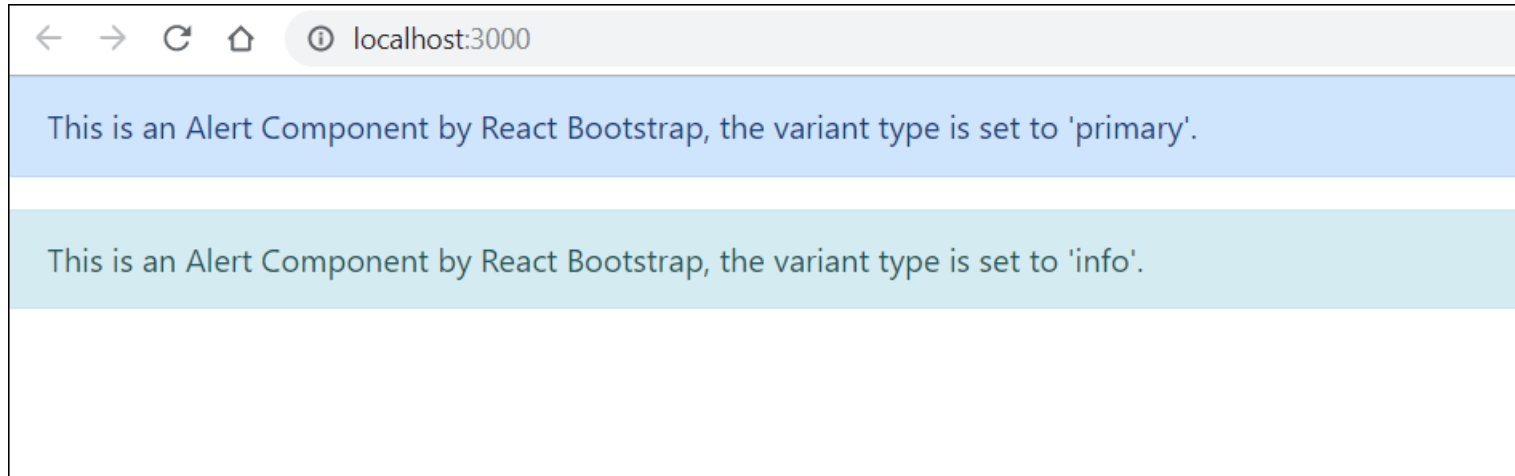 localhost:3000
This is an Alert Component by React Bootstrap, the variant type is set to 'primary'.
This is an Alert Component by React Bootstrap, the variant type is set to 'info'.